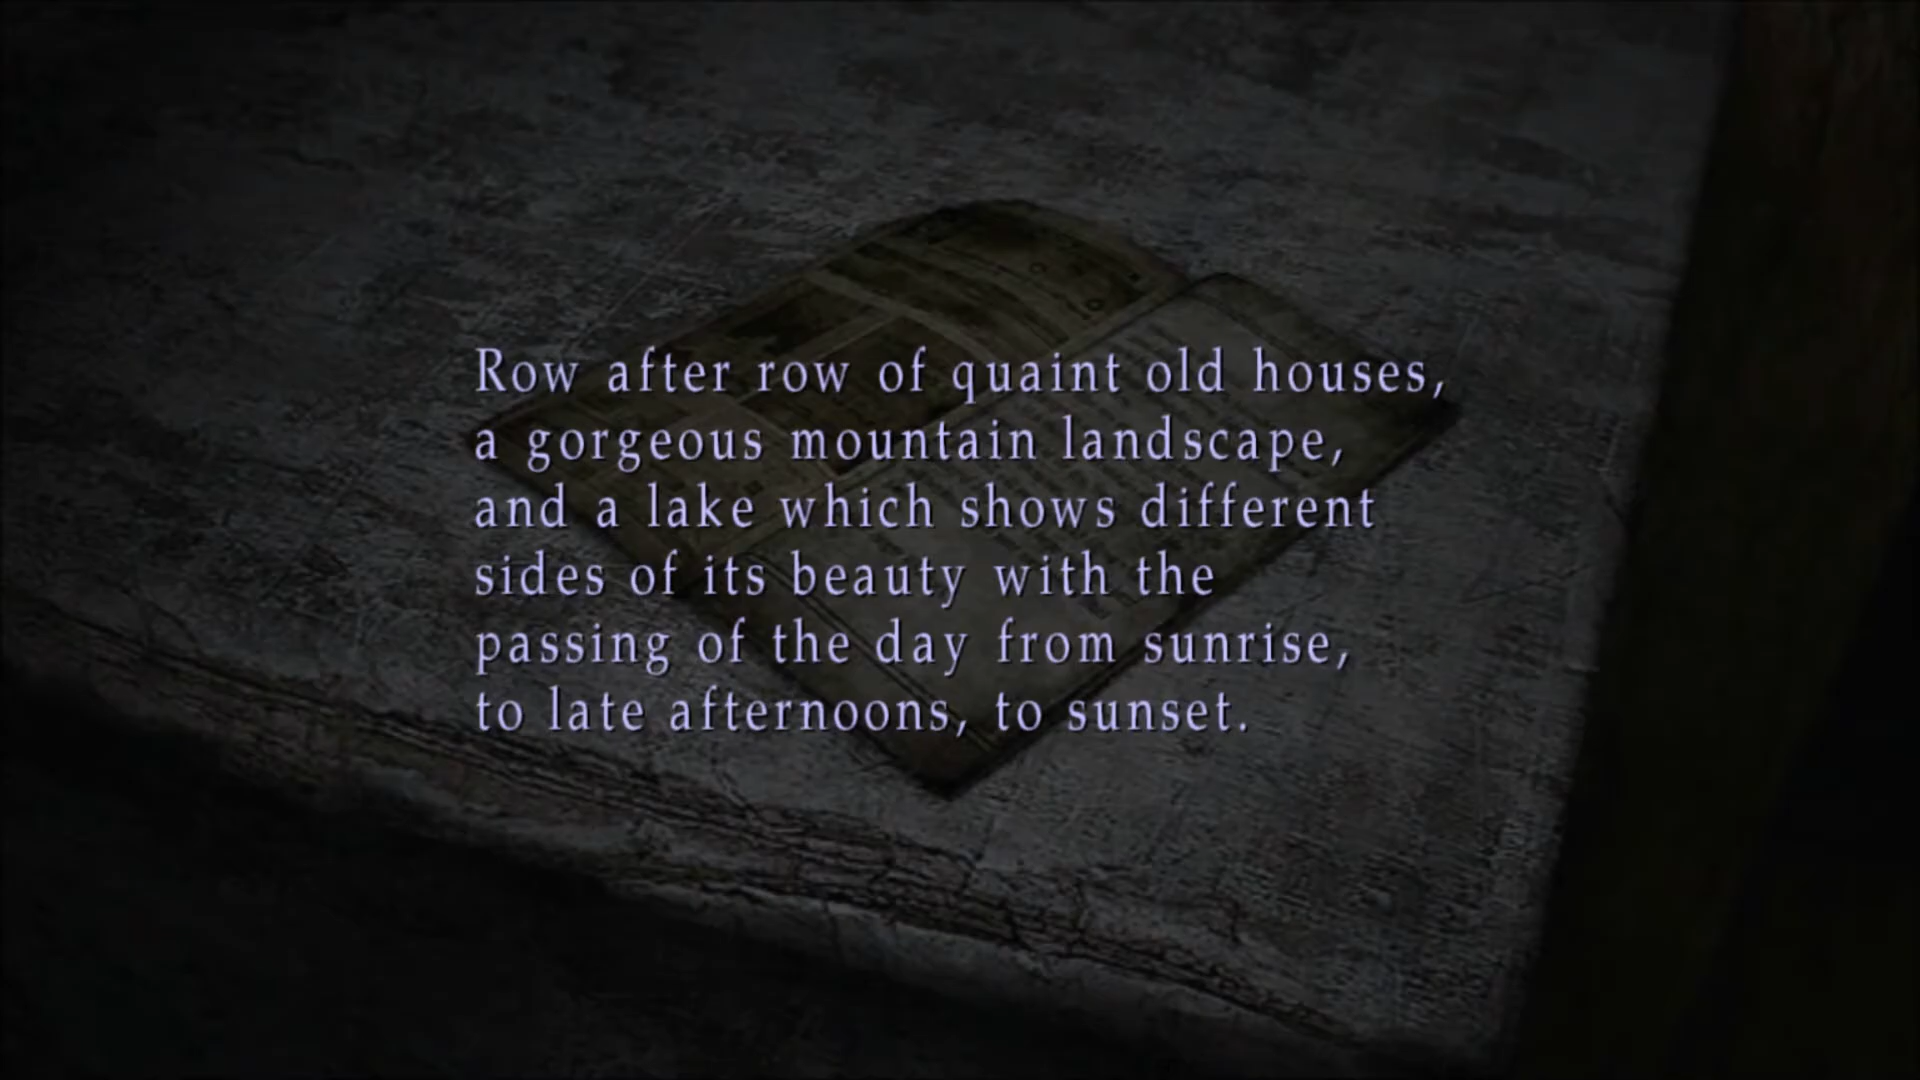 Row after row of quaint old houses,
a gorgeous mountain landscape,
and a lake which shows different
sides of its beauty with the
passing of the day from sunrise,
to late afternoons, to sunset.